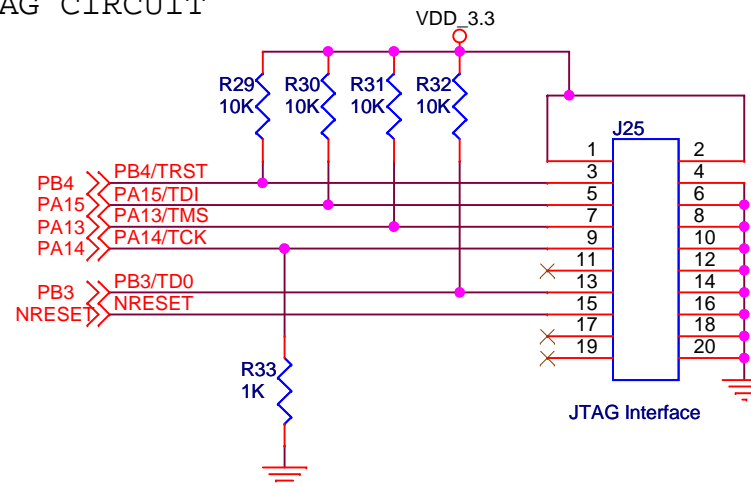 AG CIRCUIT
VDD_3.3
R29 R30 R31 R32
10K 10K 10K 10K
J25
1 2
PB4 PB4/TRST 3 4
PA15 PA15/TDI 5 6
PA13 PA13/TMS 7 8
PA14 PA14/TCK 9 10
11 12
PB3 PB3/TD0 13 14
NRESET NRESET 15 16
17 18
19 20
R33
1K
JTAG Interface